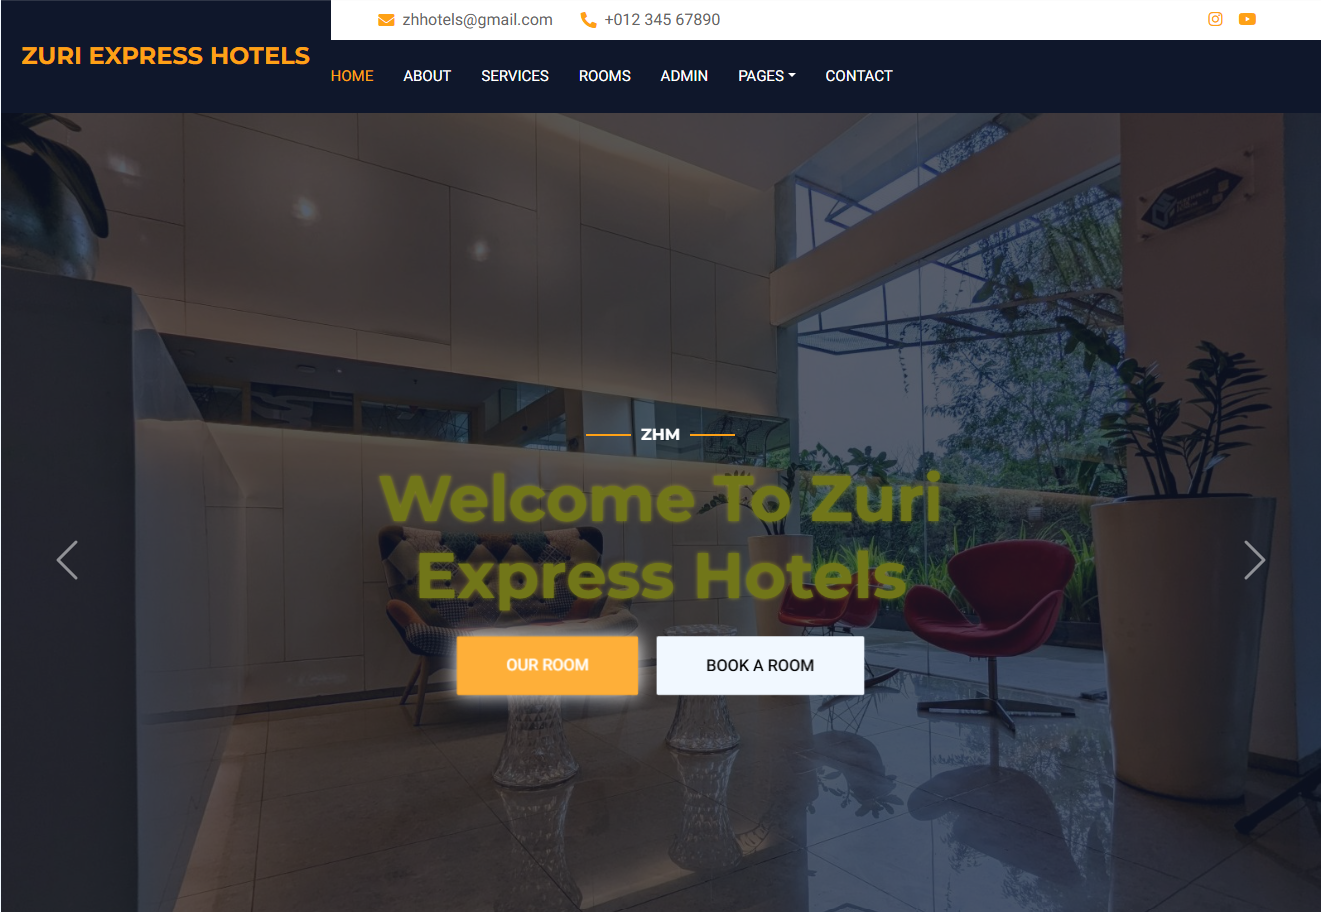 ZURI EXPRESS HOTELS
zhhotels@gmail.com +012 345 67890
HOME ABOUT SERVICES ROOMS ADMIN PAGES CONTACT
ZHM
Welcome To Zuri
Express Hotels
OUR ROOM BOOK A ROOM